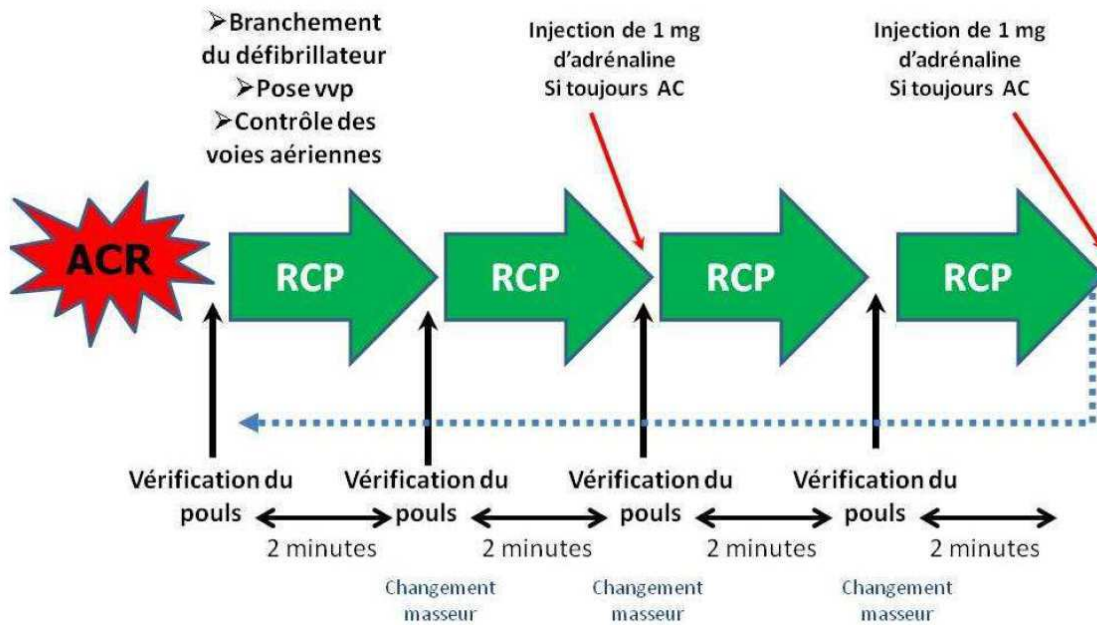 ➢Branchement
du défibrillateur
➢Pose vvp
➢Contrôle des
voies aériennes
Injection de 1 mg
d'adrénaline
Si toujours AC
Injection de 1 mg
d'adrénaline
Si toujours AC
ACR
RCP
RCP
RCP
RCP
Vérification du
pouls
Vérification du
pouls
Vérification du
pouls
Vérification du
pouls
2 minutes
2 minutes
2 minutes
2 minutes
Changement
masseur
Changement
masseur
Changement
masseur